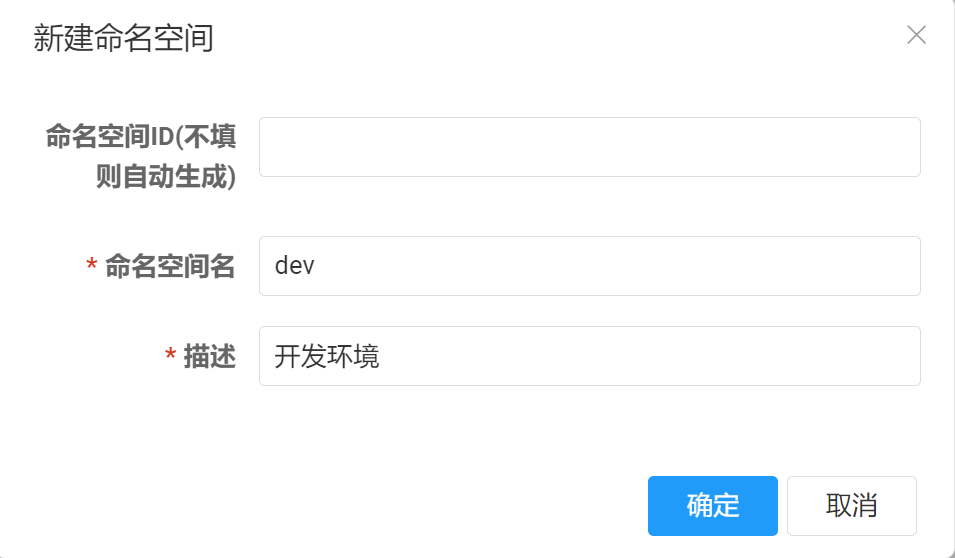 新建命名空间
命名空间ID(不填
则自动生成)
* 命名空间名
dev
* 描述
开发环境
确定
取消